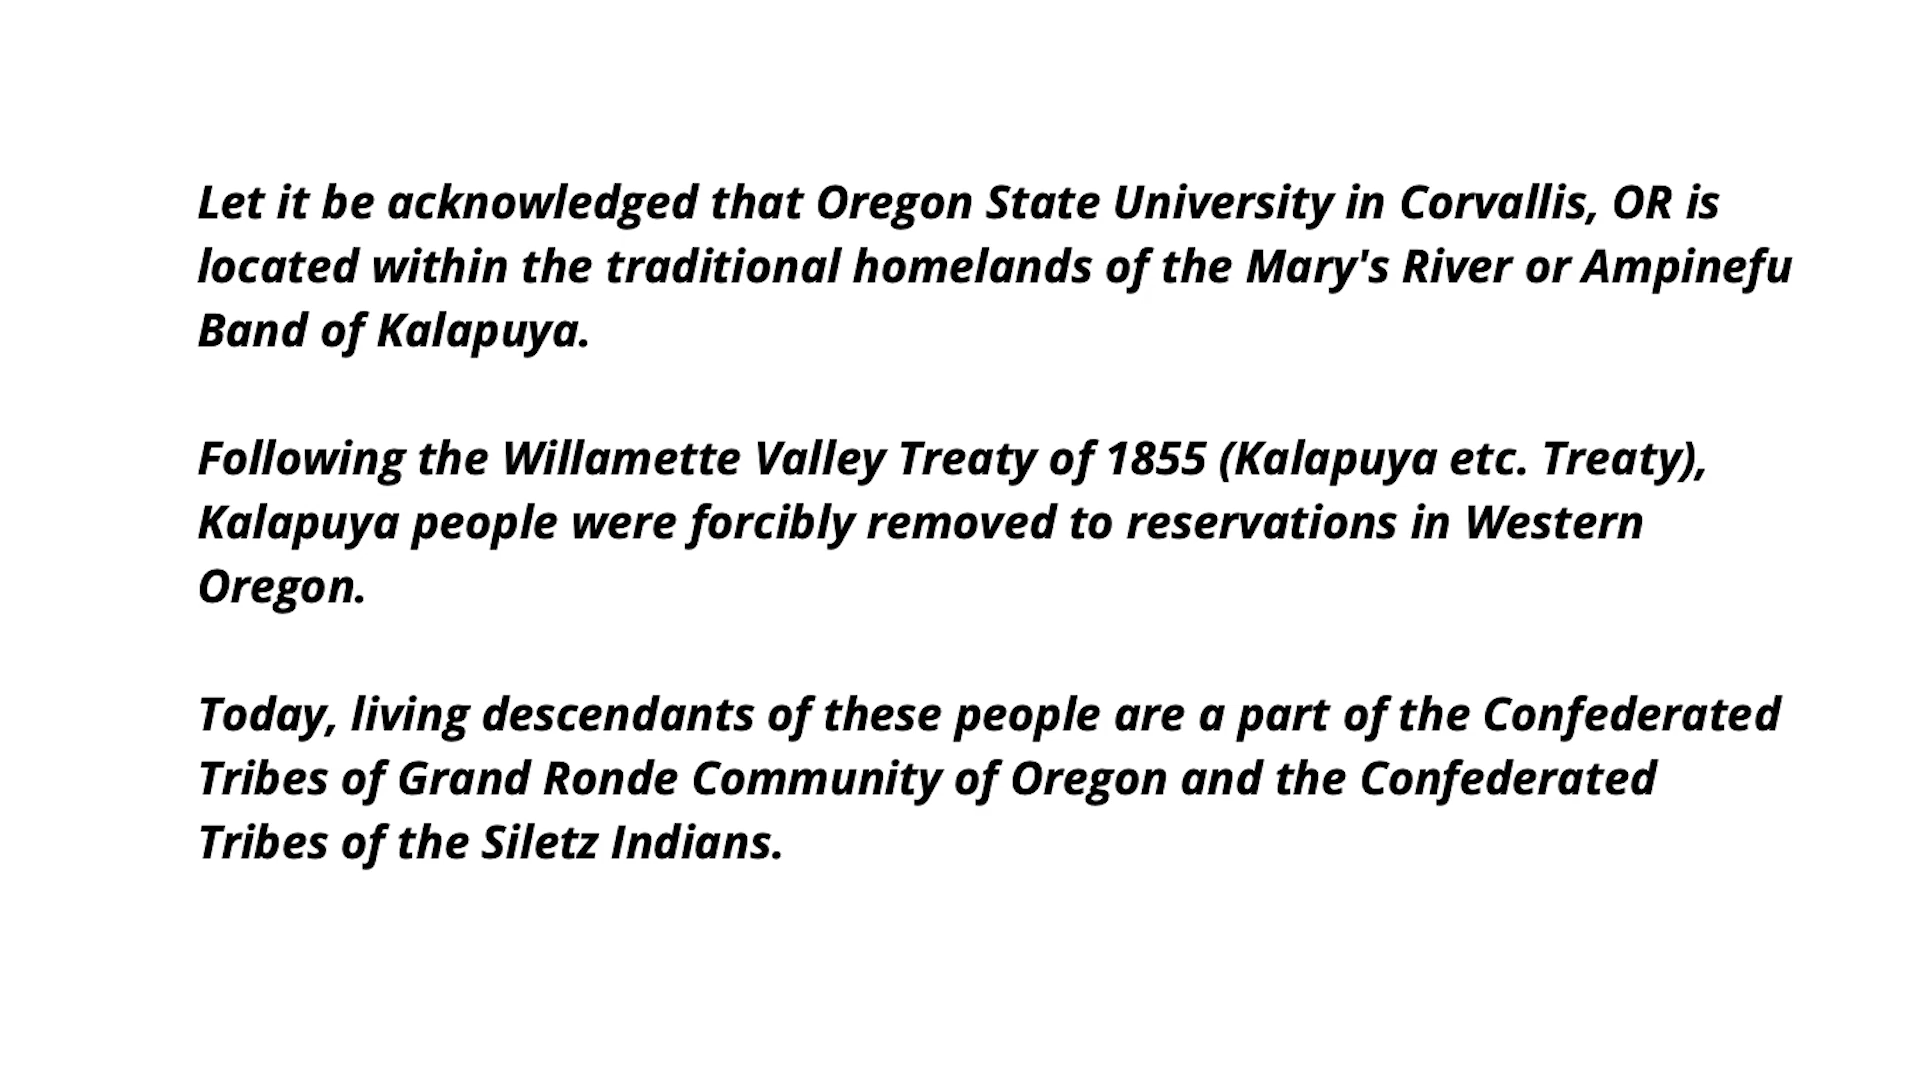 Let it be acknowledged that Oregon State University in Corvallis, OR is
located within the traditional homelands of the Mary's River or Ampinefu
Band of Kalapuya.
Following the Willamette Valley Treaty of 1855 (Kalapuya etc. Treaty),
Kalapuya people were forcibly removed to reservations in Western
Oregon.
Today, living descendants of these people are a part of the Confederated
Tribes of Grand Ronde Community of Oregon and the Confederated
Tribes of the Siletz Indians.